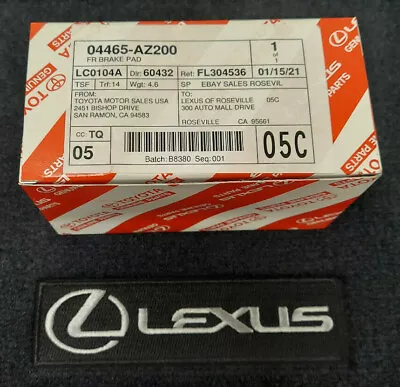 04465-AZ200
FR BRAKE PAD
1
of
1
LC0104A Dlr: 60432 Ref: FL304536 01/15/21
TSF Trf: 14 Wgt: 4.6 SP EBAY SALES ROSEVIL
FROM:
TOYOTA MOTOR SALES USA
2451 BISHOP DRIVE
SAN RAMON, CA 94583
TO:
LEXUS OF ROSEVILLE 05C
300 AUTO MALL DRIVE
ROSEVILLE CA 95661
CC: TQ
05
05C
Batch: B8380 Seq: 001
GENUINE
TOYOTA
LEXUS